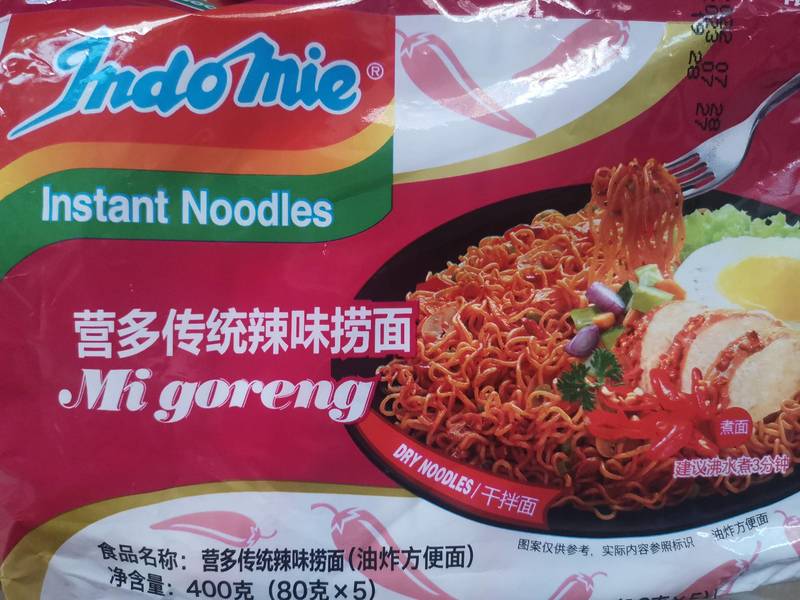 Indomie®
Instant Noodles
营多传统辣味捞面
Mi goreng
DRY NOODLES/干拌面
煮面
建议沸水煮3分钟
图案仅供参考，实际内容参照标识
油炸方便面
食品名称：营多传统辣味捞面（油炸方便面）
净含量：400克（80克×5）